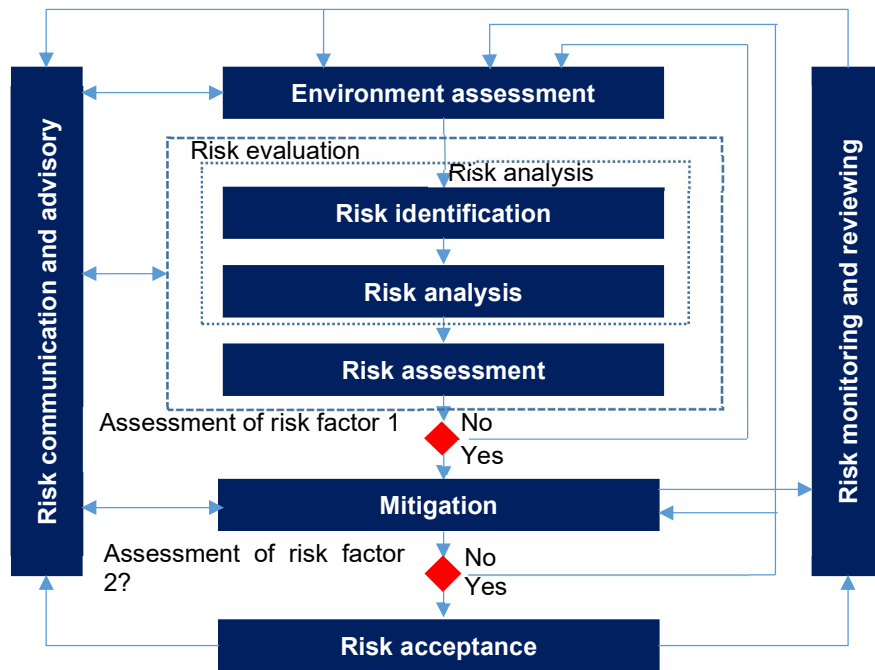 Environment assessment
Risk evaluation
Risk analysis
Risk identification
Risk analysis
Risk assessment
Assessment of risk factor 1
No
Yes
Mitigation
Assessment of risk factor
2?
No
Yes
Risk acceptance
Risk communication and advisory
Risk monitoring and reviewing